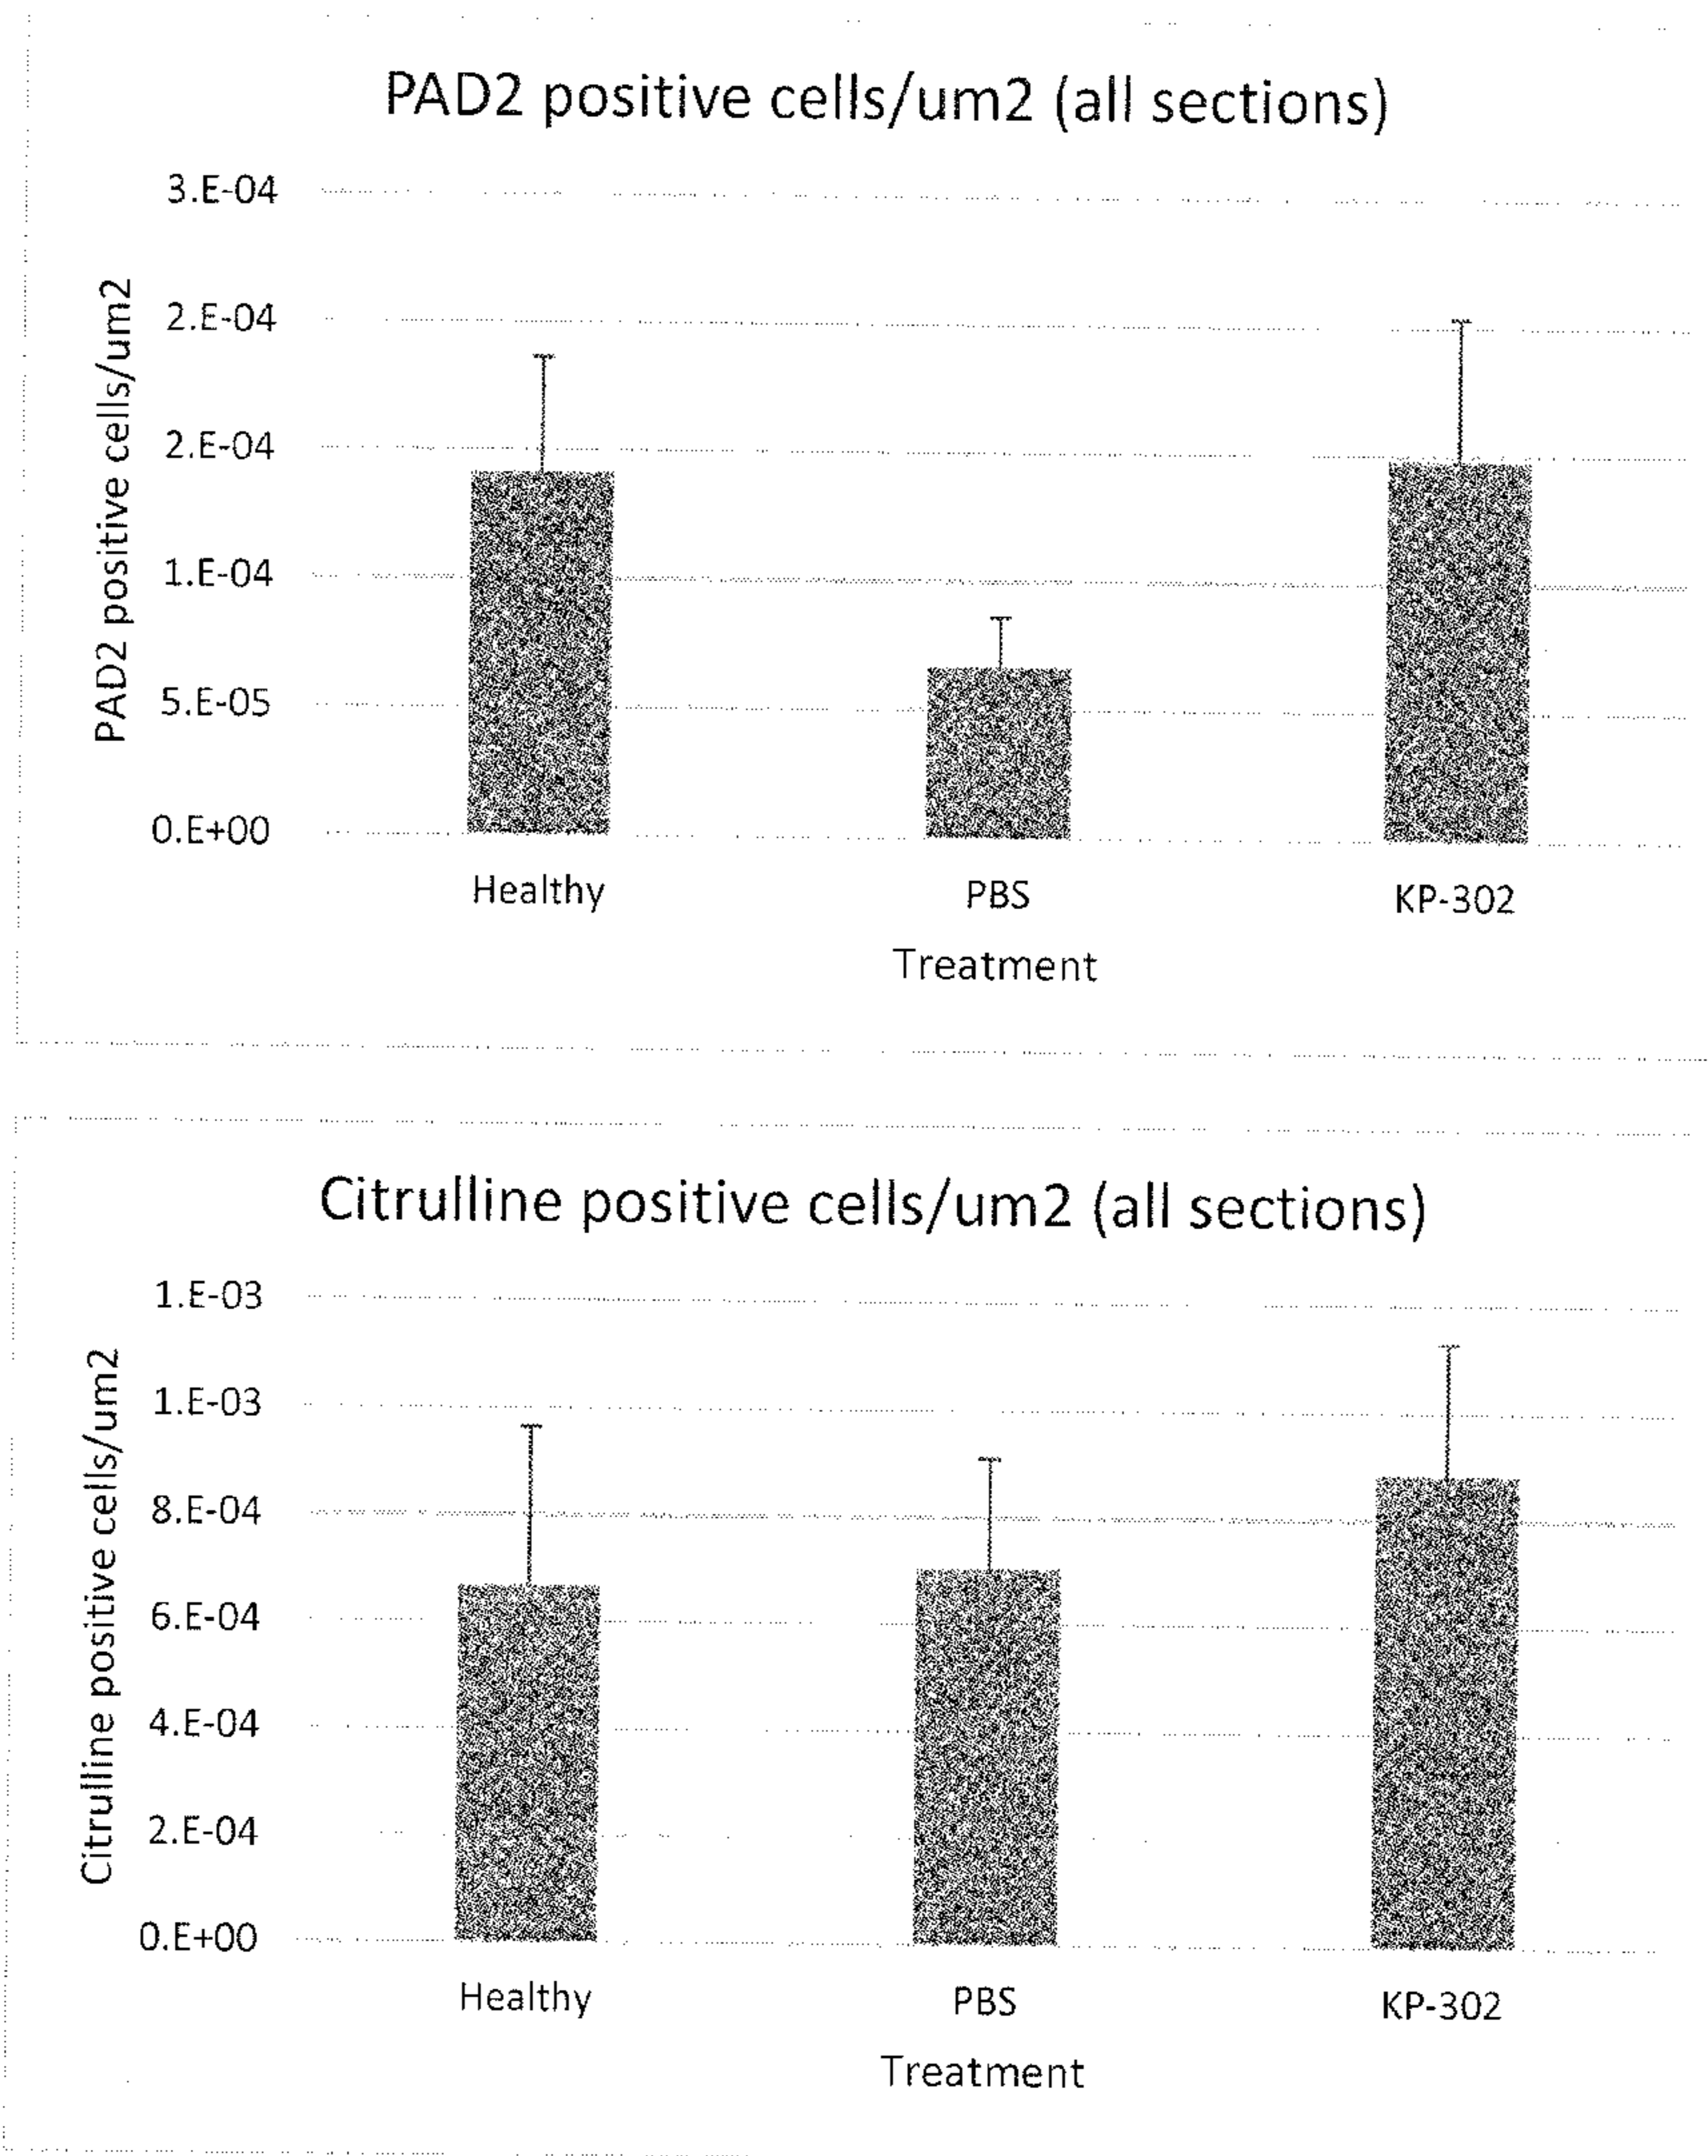 PAD2 positive cells/um2 (all sections)
PAD2 positive cells/um2
3.E-04
2.E-04
2.E-04
1.E-04
5.E-05
0.E+00
Healthy PBS KP-302
Treatment
Citrulline positive cells/um2 (all sections)
Citrulline positive cells/um2
1.E-03
1.E-03
8.E-04
6.E-04
4.E-04
2.E-04
0.E+00
Healthy PBS KP-302
Treatment